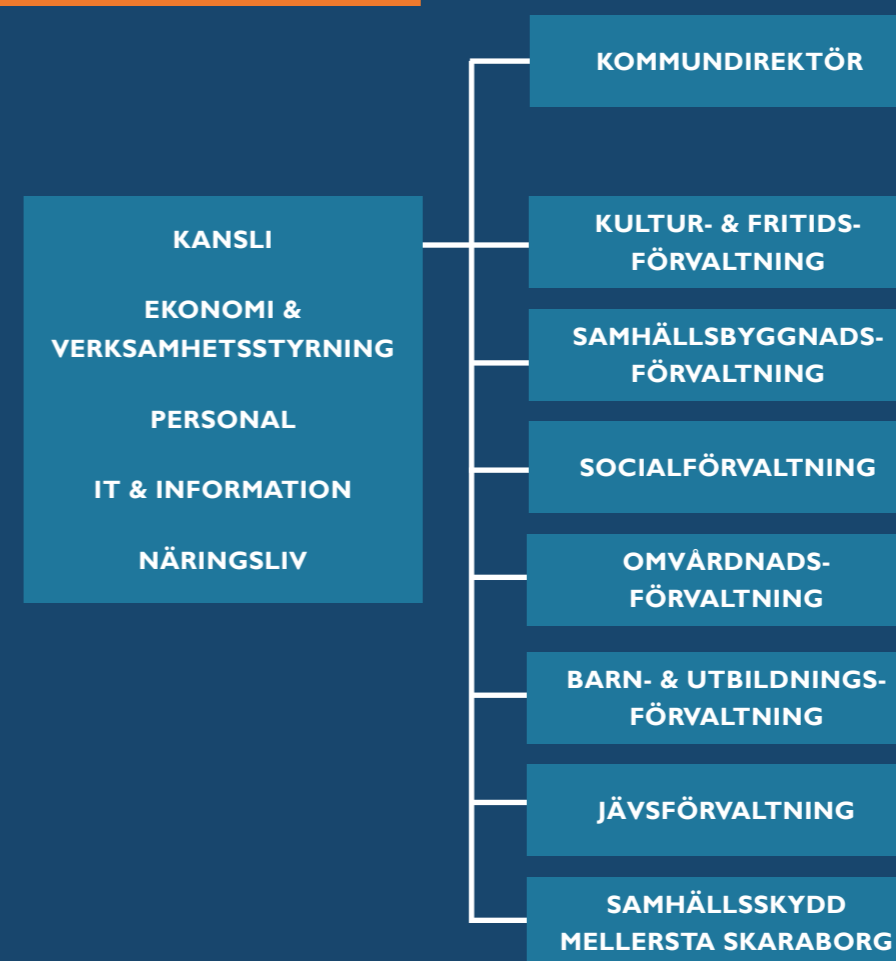 KOMMUNDIREKTÖR
KANSLI
EKONOMI &
VERKSAMHETSSTYRNING
PERSONAL
IT & INFORMATION
NÄRINGSLIV
KULTUR- & FRITIDS-
FÖRVALTNING
SAMHÄLLSBYGGNADS-
FÖRVALTNING
SOCIALFÖRVALTNING
OMVÅRDNADS-
FÖRVALTNING
BARN- & UTBILDNINGS-
FÖRVALTNING
JÄVSFÖRVALTNING
SAMHÄLLSSKYDD
MELLERSTA SKARABORG